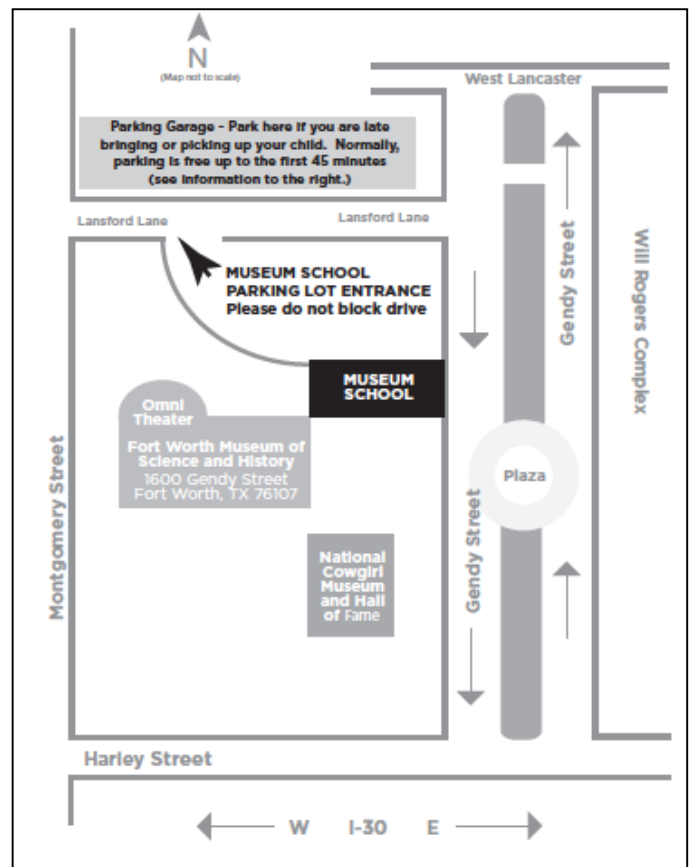 N
(Map not to scale)
West Lancaster
Parking Garage - Park here if you are late
bringing or picking up your child. Normally,
parking is free up to the first 45 minutes
(see information to the right.)
Lansford Lane
Lansford Lane
MUSEUM SCHOOL
PARKING LOT ENTRANCE
Please do not block drive
Gendy Street
Will Rogers Complex
MUSEUM
SCHOOL
Omni
Theater
Fort Worth Museum of
Science and History
1600 Gendy Street
Fort Worth, TX 76107
Montgomery Street
Plaza
Gendy Street
National
Cowgirl
Museum
and Hall
of Fame
Harley Street
W I-30 E